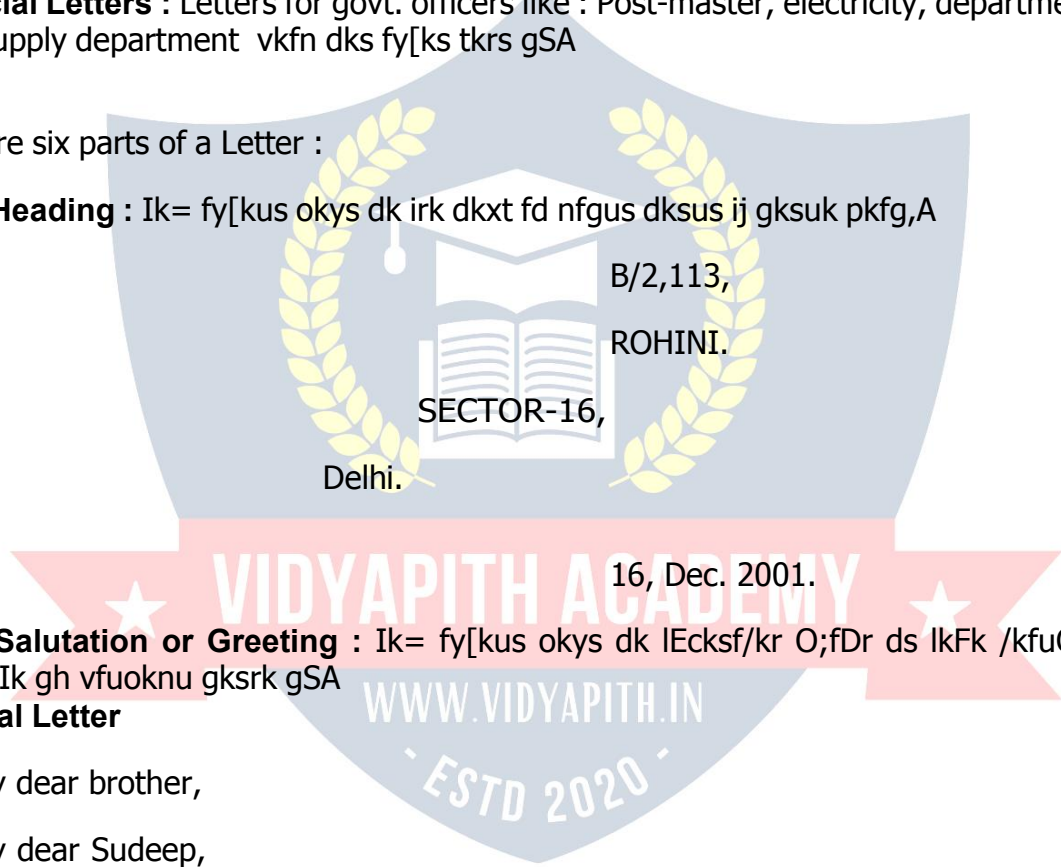 cial Letters : Letters for govt. officers like : Post-master, electricity, departme
upply department vkfn dks fy[ks tkrs gSA
re six parts of a Letter :
Heading : Ik= fy[kus okys dk irk dkxt fd nfgus dksus ij gksuk pkfg,A
B/2,113,
ROHINI.
SECTOR-16,
Delhi.
16, Dec. 2001.
VIDYAPITH ACADEMY
Salutation or Greeting : Ik= fy[kus okys dk lEcksf/kr O;fDr ds lkFk /kfu
Ik gh vfuoknu gksrk gSA
WWW.VIDYAPITH.IN
al Letter
y dear brother,
ESTD 2020
y dear Sudeep,